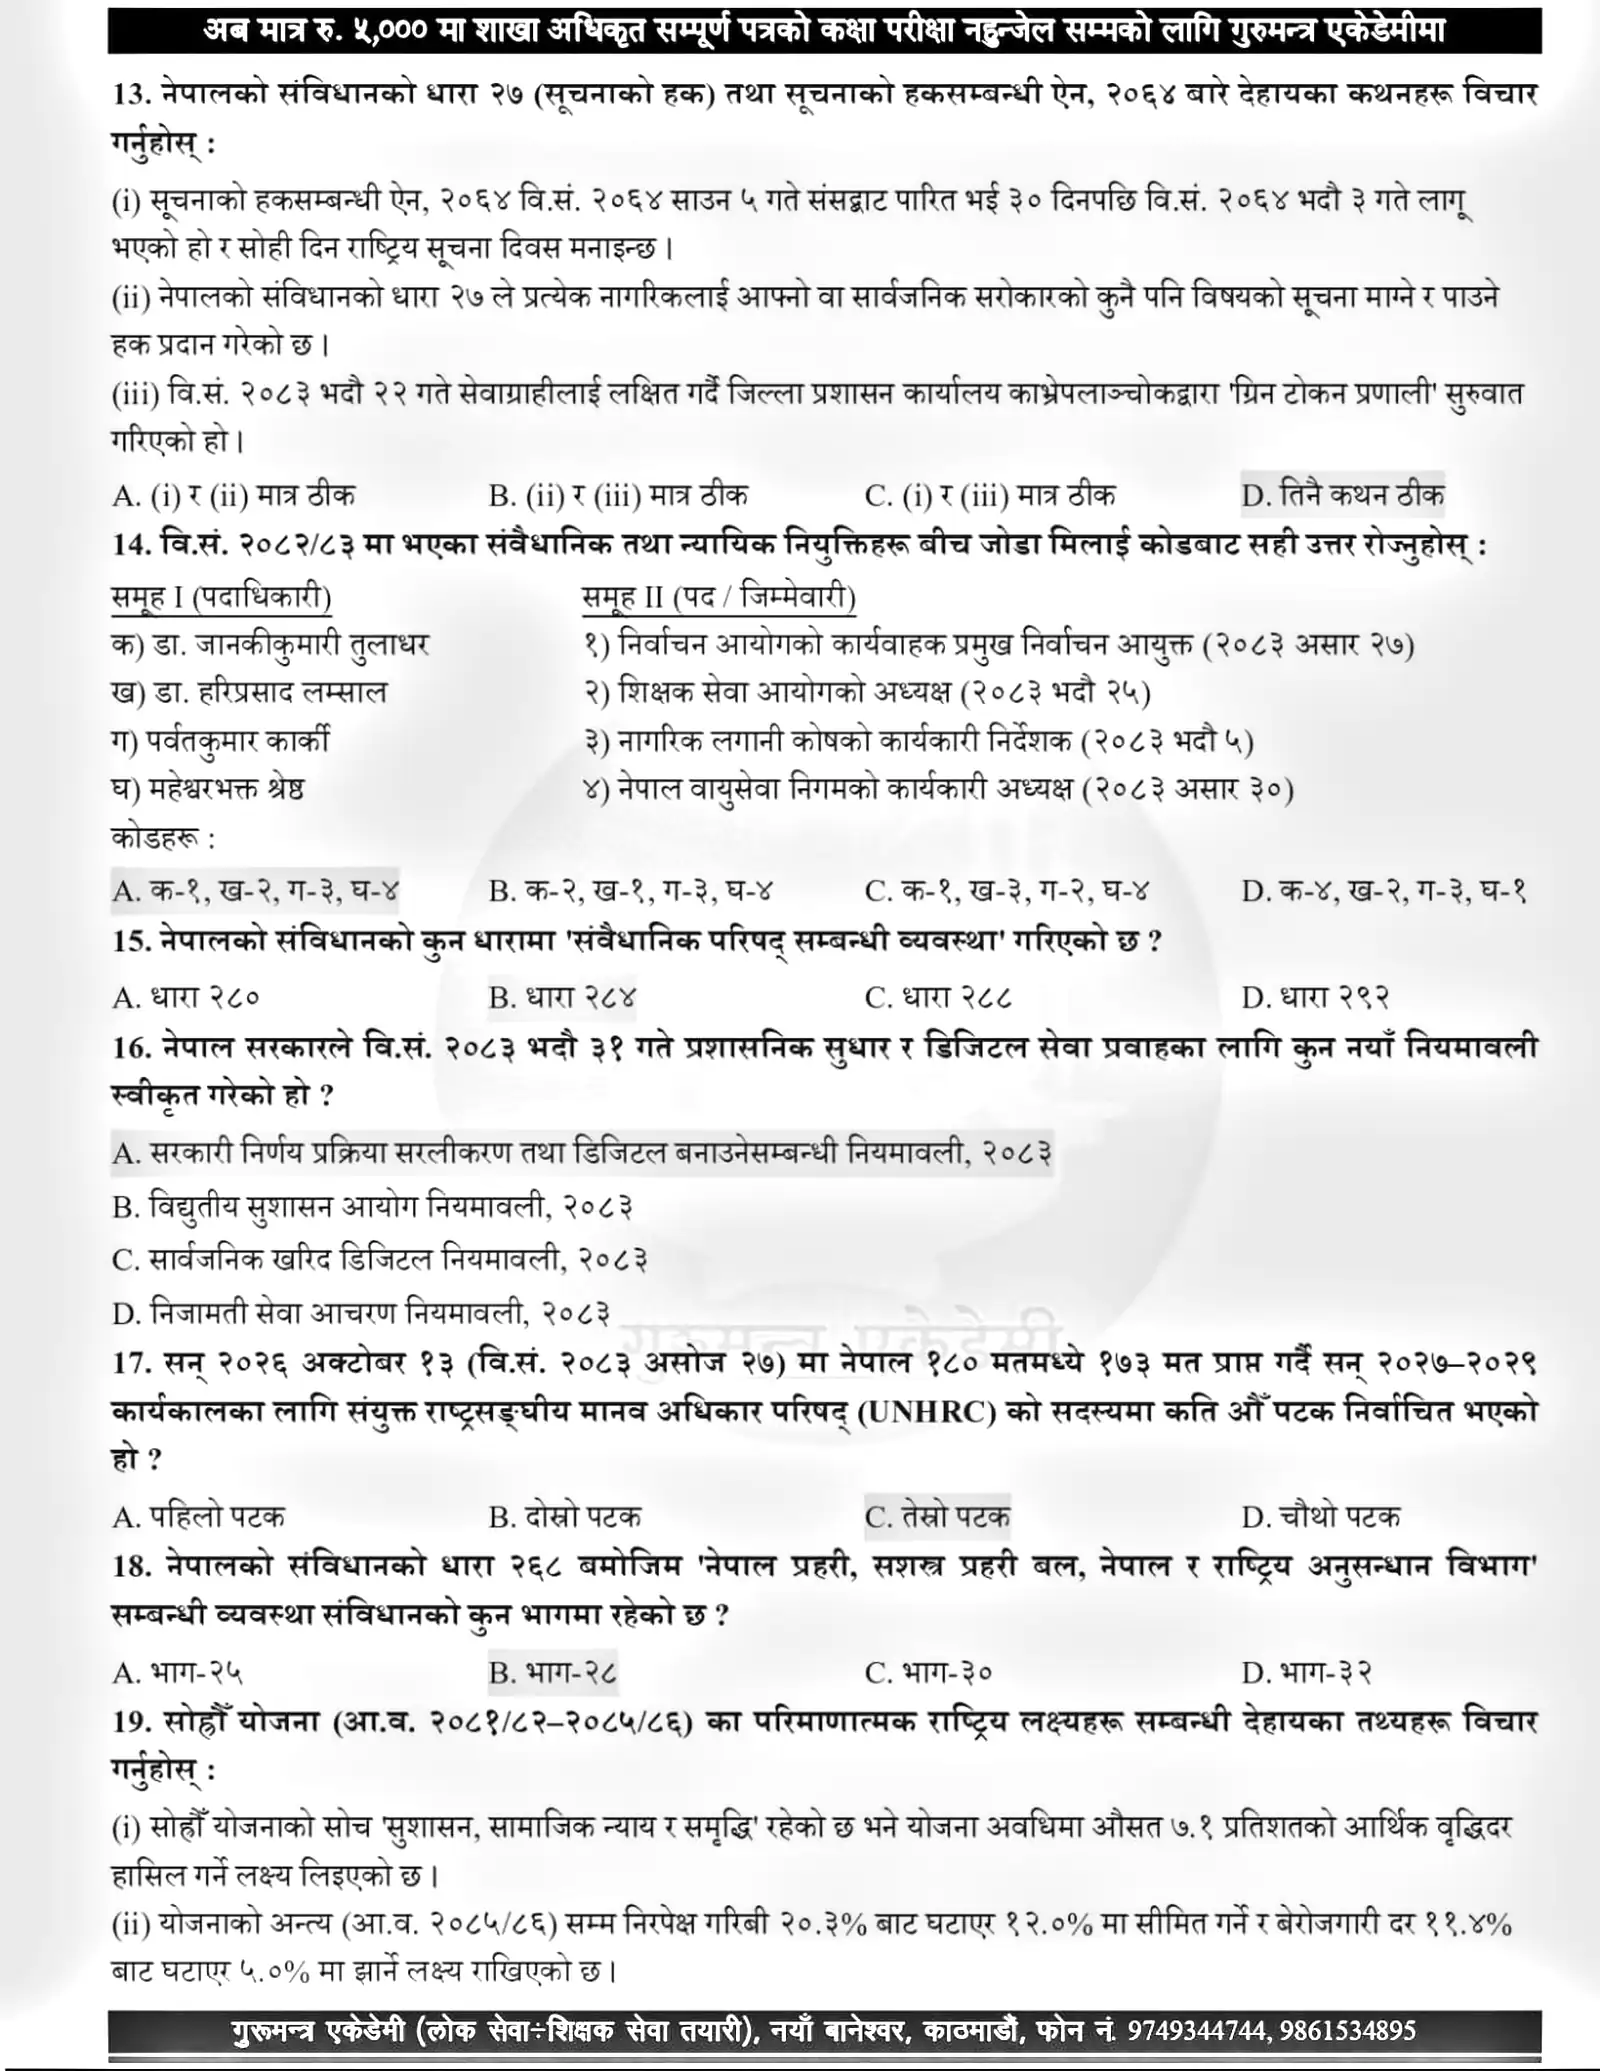 अब मात्र रु. ५,००० मा शाखा अधिकृत सम्पूर्ण पत्रको कक्षा परीक्षा नहुन्जेल सम्मको लागि गुरुमन्त्र एकेडेमीमा
13. नेपालको संविधानको धारा २७ (सूचनाको हक) तथा सूचनाको हकसम्बन्धी ऐन, २०६४ बारे देहायका कथनहरू विचार
गर्नुहोस् :
(i) सूचनाको हकसम्बन्धी ऐन, २०६४ वि.सं. २०६४ साउन ५ गते संसद्बाट पारित भई ३० दिनपछि वि.सं. २०६४ भदौ ३ गते लागू
भएको हो र सोही दिन राष्ट्रिय सूचना दिवस मनाइन्छ ।
(ii) नेपालको संविधानको धारा २७ ले प्रत्येक नागरिकलाई आफ्नो वा सार्वजनिक सरोकारको कुनै पनि विषयको सूचना माग्ने र पाउने
हक प्रदान गरेको छ ।
(iii) वि.सं. २०८३ भदौ २२ गते सेवाग्राहीलाई लक्षित गर्दै जिल्ला प्रशासन कार्यालय काभ्रेपलाञ्चोकद्वारा 'ग्रिन टोकन प्रणाली' सुरुवात
गरिएको हो ।
A. (i) र (ii) मात्र ठीक B. (ii) र (iii) मात्र ठीक C. (i) र (iii) मात्र ठीक D. तिनै कथन ठीक
14. वि.सं. २०८२/८३ मा भएका संवैधानिक तथा न्यायिक नियुक्तिहरू बीच जोडा मिलाई कोडबाट सही उत्तर रोज्नुहोस् :
समूह I (पदाधिकारी) समूह II (पद / जिम्मेवारी)
क) डा. जानकीकुमारी तुलाधर १) निर्वाचन आयोगको कार्यवाहक प्रमुख निर्वाचन आयुक्त (२०८३ असार २७)
ख) डा. हरिप्रसाद लम्साल २) शिक्षक सेवा आयोगको अध्यक्ष (२०८३ भदौ २५)
ग) पर्वतकुमार कार्की ३) नागरिक लगानी कोषको कार्यकारी निर्देशक (२०८३ भदौ ५)
घ) महेश्वरभक्त श्रेष्ठ ४) नेपाल वायुसेवा निगमको कार्यकारी अध्यक्ष (२०८३ असार ३०)
कोडहरू :
A. क-१, ख-२, ग-३, घ-४ B. क-२, ख-१, ग-३, घ-४ C. क-१, ख-३, ग-२, घ-४ D. क-४, ख-२, ग-३, घ-१
15. नेपालको संविधानको कुन धारामा 'संवैधानिक परिषद् सम्बन्धी व्यवस्था' गरिएको छ ?
A. धारा २८० B. धारा २८४ C. धारा २८८ D. धारा २९२
16. नेपाल सरकारले वि.सं. २०८३ भदौ ३१ गते प्रशासनिक सुधार र डिजिटल सेवा प्रवाहका लागि कुन नयाँ नियमावली
स्वीकृत गरेको हो ?
A. सरकारी निर्णय प्रक्रिया सरलीकरण तथा डिजिटल बनाउनेसम्बन्धी नियमावली, २०८३
B. विद्युतीय सुशासन आयोग नियमावली, २०८३
C. सार्वजनिक खरिद डिजिटल नियमावली, २०८३
D. निजामती सेवा आचरण नियमावली, २०८३
गुरुमन्त्र एकेडेमी
17. सन् २०२६ अक्टोबर १३ (वि.सं. २०८३ असोज २७) मा नेपाल १८० मतमध्ये १७३ मत प्राप्त गर्दै सन् २०२७–२०२९
कार्यकालका लागि संयुक्त राष्ट्रसङ्घीय मानव अधिकार परिषद् (UNHRC) को सदस्यमा कति औँ पटक निर्वाचित भएको
हो ?
A. पहिलो पटक B. दोस्रो पटक C. तेस्रो पटक D. चौथो पटक
18. नेपालको संविधानको धारा २६८ बमोजिम 'नेपाल प्रहरी, सशस्त्र प्रहरी बल, नेपाल र राष्ट्रिय अनुसन्धान विभाग'
सम्बन्धी व्यवस्था संविधानको कुन भागमा रहेको छ ?
A. भाग-२५ B. भाग-२८ C. भाग-३० D. भाग-३२
19. सोह्रौँ योजना (आ.व. २०८१/८२–२०८५/८६) का परिमाणात्मक राष्ट्रिय लक्ष्यहरू सम्बन्धी देहायका तथ्यहरू विचार
गर्नुहोस् :
(i) सोह्रौँ योजनाको सोच 'सुशासन, सामाजिक न्याय र समृद्धि' रहेको छ भने योजना अवधिमा औसत ७.१ प्रतिशतको आर्थिक वृद्धिदर
हासिल गर्ने लक्ष्य लिइएको छ ।
(ii) योजनाको अन्त्य (आ.व. २०८५/८६) सम्म निरपेक्ष गरिबी २०.३% बाट घटाएर १२.०% मा सीमित गर्ने र बेरोजगारी दर ११.४%
बाट घटाएर ५.०% मा झार्ने लक्ष्य राखिएको छ ।
गुरूमन्त्र एकेडेमी (लोक सेवा÷शिक्षक सेवा तयारी), नयाँ बानेश्वर, काठमाडौं, फोन नं. 9749344744, 9861534895